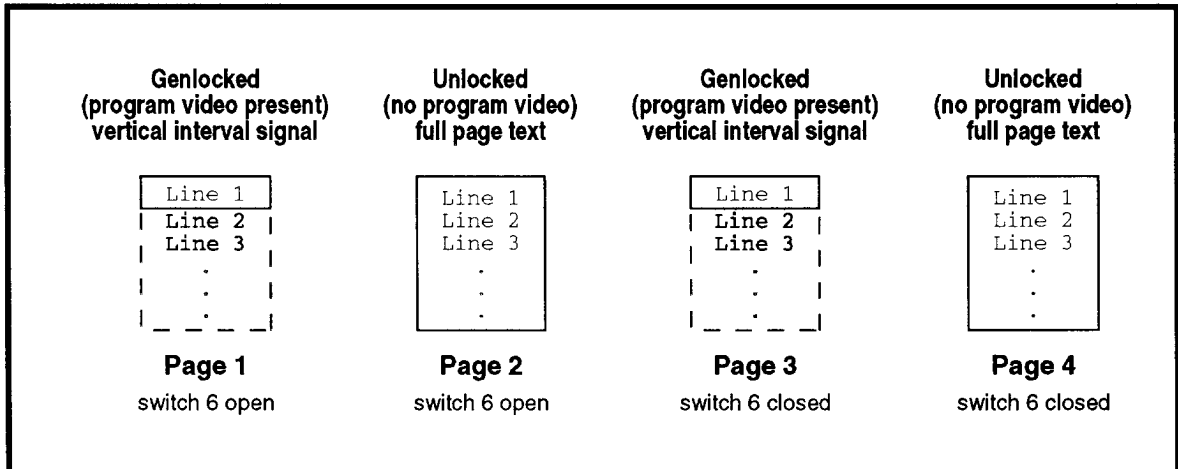 Genlocked
(program video present)
vertical interval signal
Line 1
Line 2
Line 3
.
.
.
Page 1
switch 6 open
Unlocked
(no program video)
full page text
Line 1
Line 2
Line 3
.
.
.
Page 2
switch 6 open
Genlocked
(program video present)
vertical interval signal
Line 1
Line 2
Line 3
.
.
.
Page 3
switch 6 closed
Unlocked
(no program video)
full page text
Line 1
Line 2
Line 3
.
.
.
Page 4
switch 6 closed